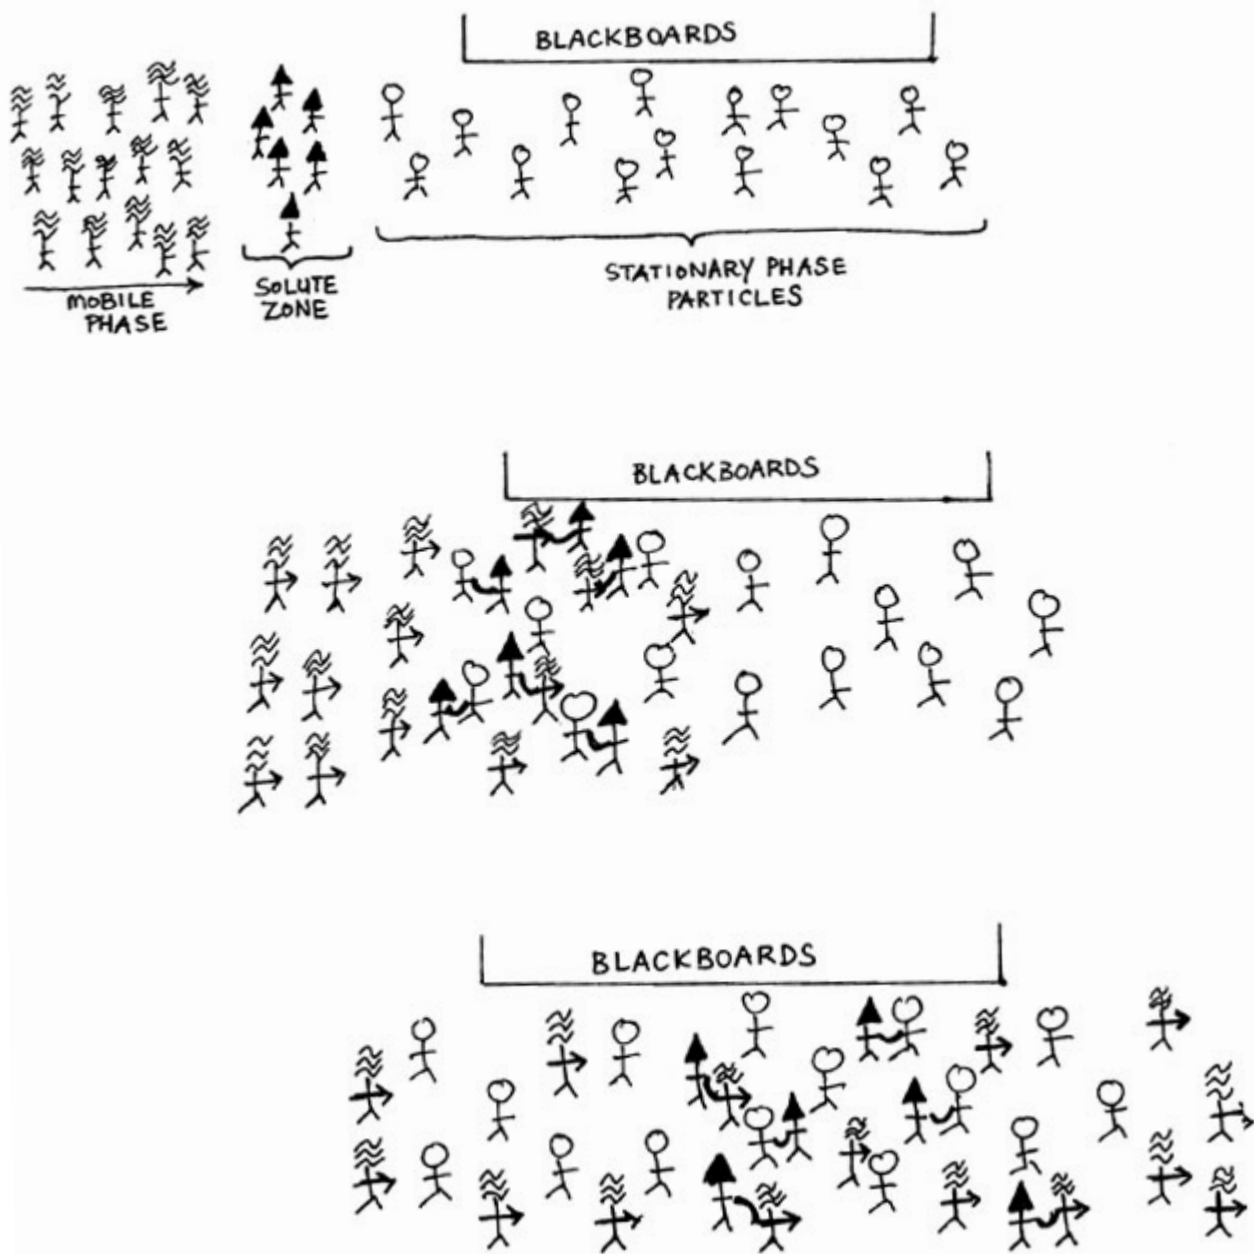 BLACKBOARDS
MOBILE
PHASE
SOLUTE
ZONE
STATIONARY PHASE
PARTICLES
BLACKBOARDS
BLACKBOARDS